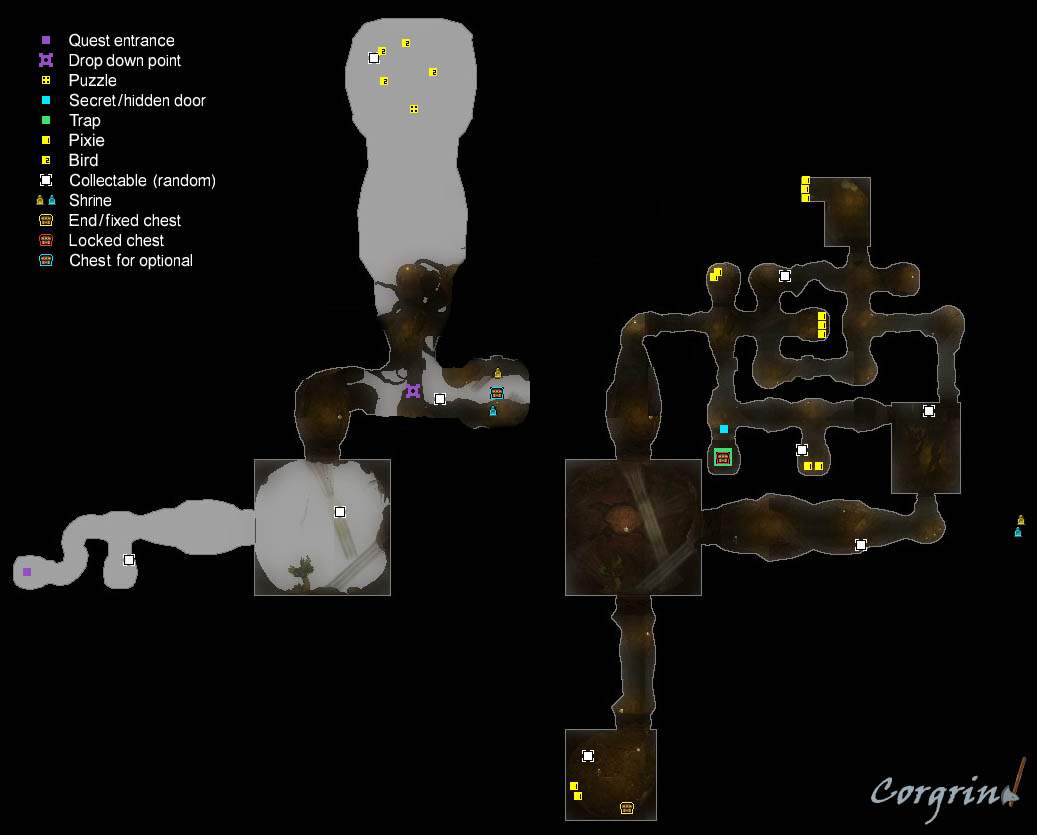 Quest entrance
Drop down point
Puzzle
Secret/hidden door
Trap
Pixie
Bird
Collectable (random)
Shrine
End/fixed chest
Locked chest
Chest for optional
Corgrind